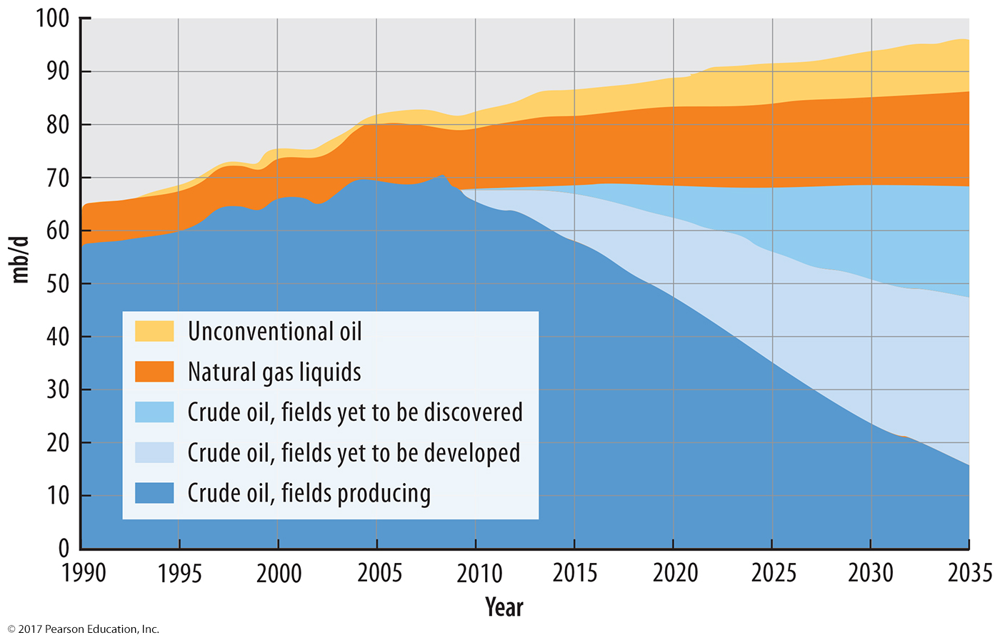 100
90
80
70
60
50
40
30
20
10
0
mb/d
Unconventional oil
Natural gas liquids
Crude oil, fields yet to be discovered
Crude oil, fields yet to be developed
Crude oil, fields producing
1990 1995 2000 2005 2010 2015 2020 2025 2030 2035
Year
© 2017 Pearson Education, Inc.